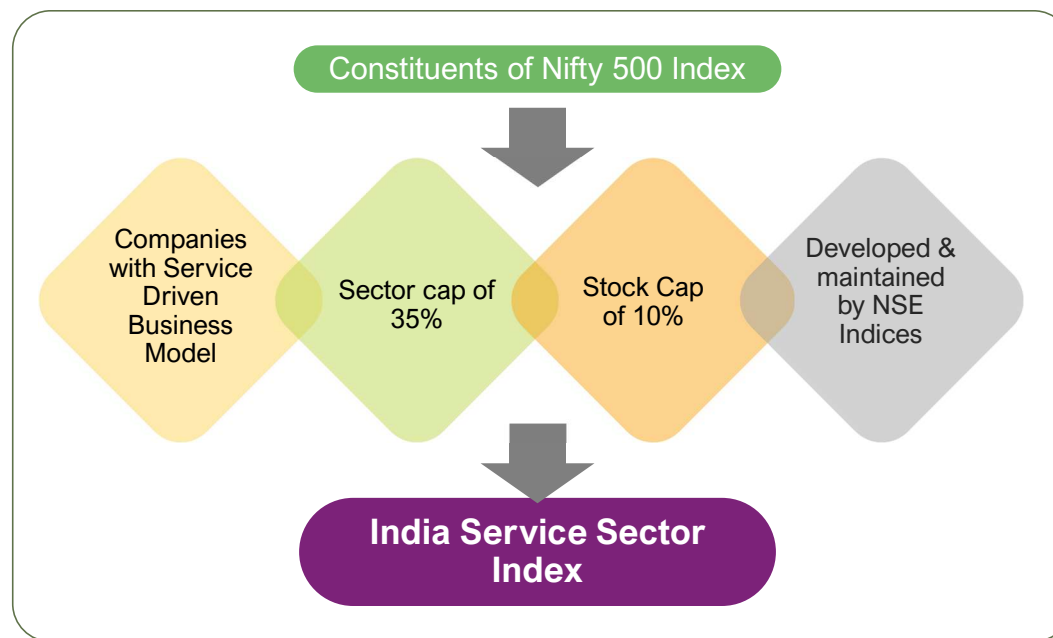 Constituents of Nifty 500 Index
Companies
with Service
Driven
Business
Model
Sector cap of
35%
Stock Cap
of 10%
Developed &
maintained
by NSE
Indices
India Service Sector
Index